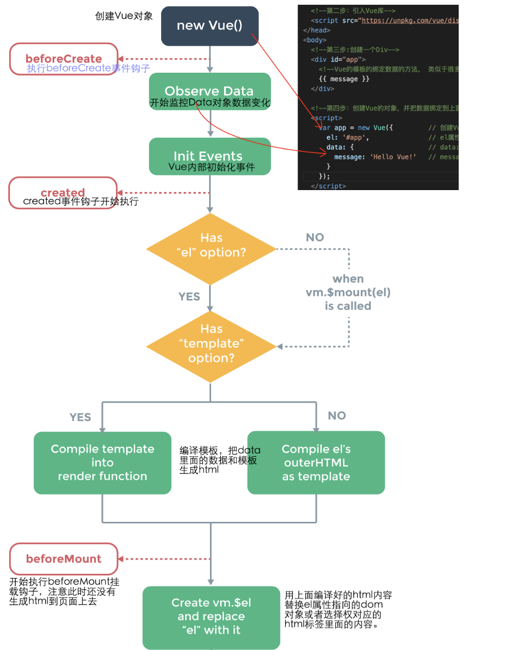 创建Vue对象
new Vue()
beforeCreate
执行beforeCreate事件钩子
Observe Data
开始监控Data对象数据变化
Init Events
Vue内部初始化事件
created
created事件钩子开始执行
<!--第二步: 引入Vue库-->
<script src="https://unpkg.com/vue/dis
</head>
<body>
<!--第三步:创建一个Div-->
<div id="app">
<!--Vue的模板的绑定数据的方法, 类似于
{{ message }}
</div>
<!--第四步: 创建Vue的对象, 并把数据绑定到上
<script>
var app = new Vue({ // 创建
el: '#app', // el属
data: { // data:
message: 'Hello Vue!' // messa
}
});
</script>
Has
"el" option?
NO
YES
when
vm.$mount(el)
is called
Has
"template"
option?
YES
NO
Compile template
into
render function
编译模板，把data
里面的数据和模板
生成html
Compile el's
outerHTML
as template
beforeMount
开始执行beforeMount挂
载钩子，注意此时还没有
生成html到页面上去
Create vm.$el
and replace
"el" with it
用上面编译好的html内容
替换el属性指向的dom
对象或者选择权对应的
html标签里面的内容。